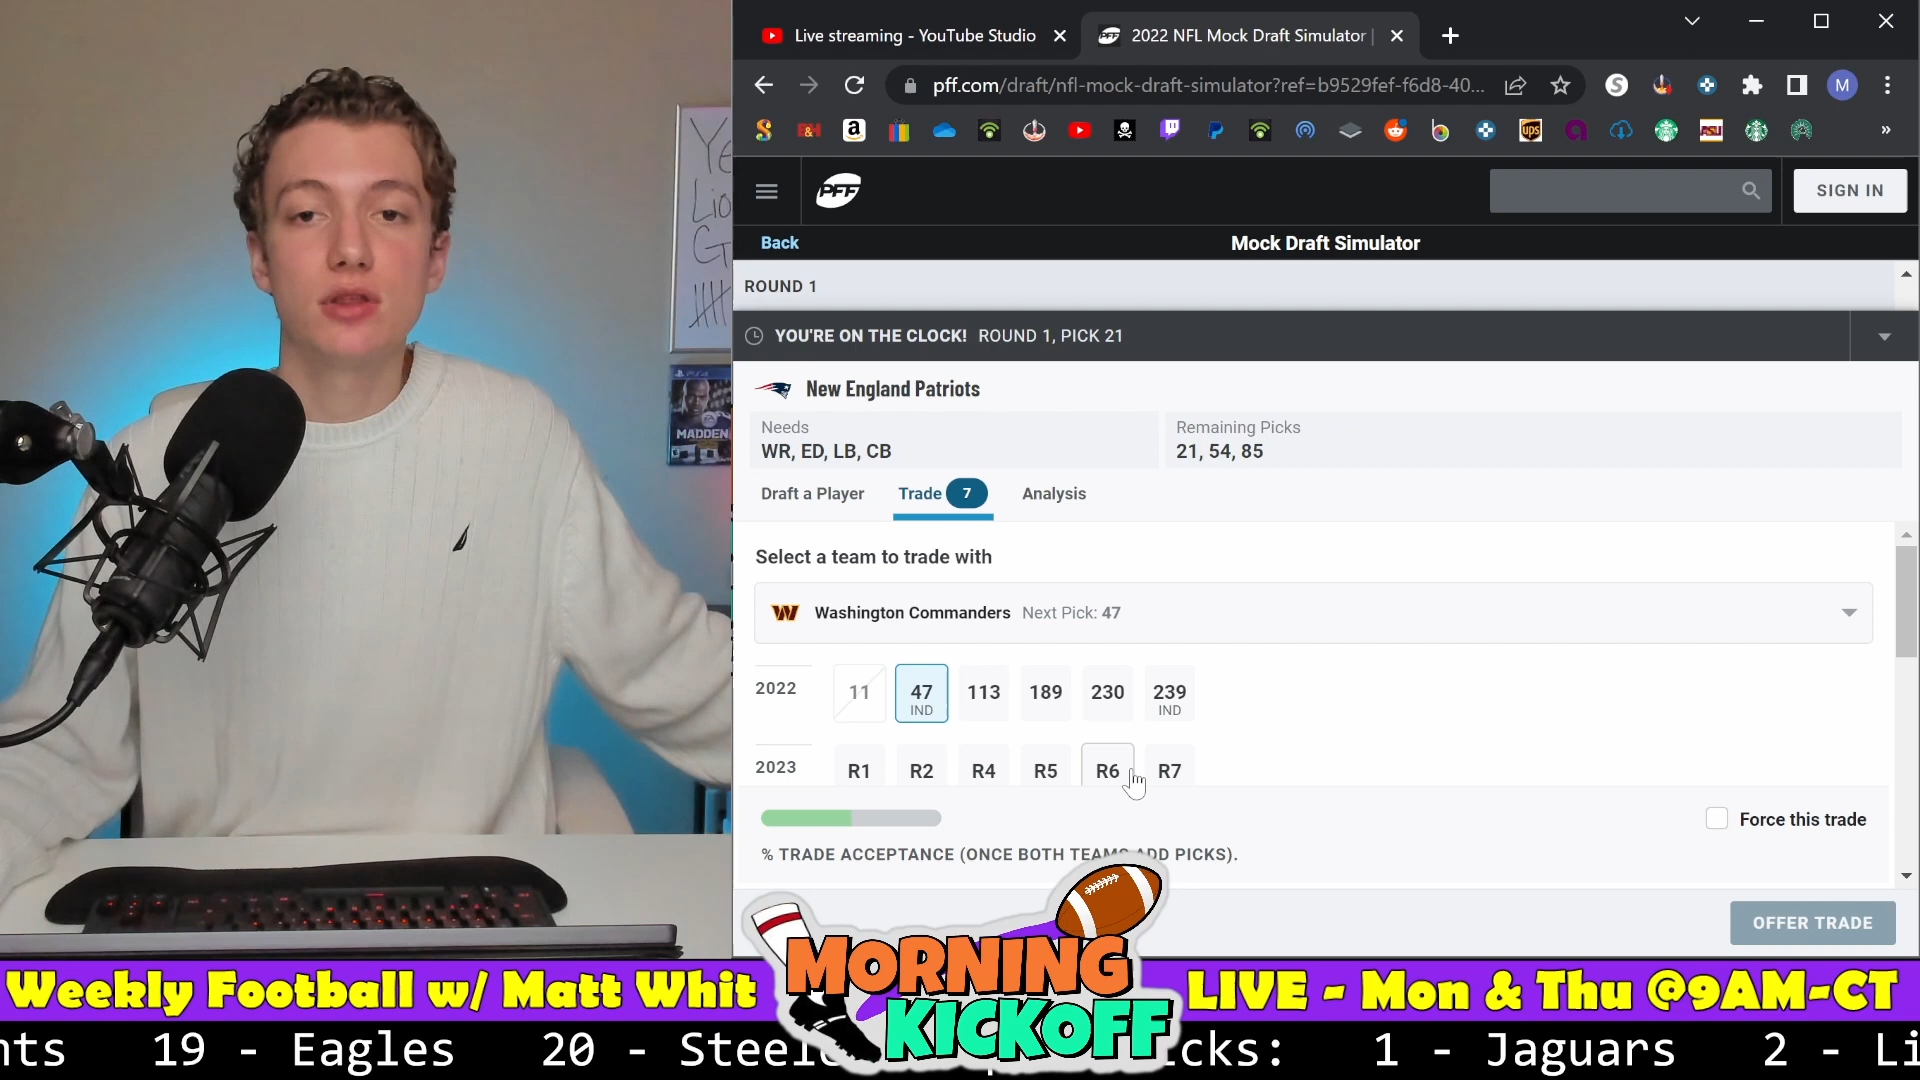 Live streaming - YouTube Studio
2022 NFL Mock Draft Simulator |
pff.com/draft/nfl-mock-draft-simulator?ref=b9529fef-f6d8-40...
M
PFF
SIGN IN
Back
Mock Draft Simulator
ROUND 1
YOU'RE ON THE CLOCK! ROUND 1, PICK 21
New England Patriots
Needs
WR, ED, LB, CB
Remaining Picks
21, 54, 85
Draft a Player
Trade 7
Analysis
Select a team to trade with
W Washington Commanders Next Pick: 47
2022 11 47 113 189 230 239
IND IND
2023 R1 R2 R4 R5 R6 R7
Force this trade
% TRADE ACCEPTANCE (ONCE BOTH TEAMS ADD PICKS).
OFFER TRADE
Ye
Lio
G
MADDEN
MORNING
KICKOFF
Weekly Football w/ Matt Whit
LIVE - Mon & Thu @9AM-CT
nts 19 - Eagles 20 - Steele
icks: 1 - Jaguars 2 - Li